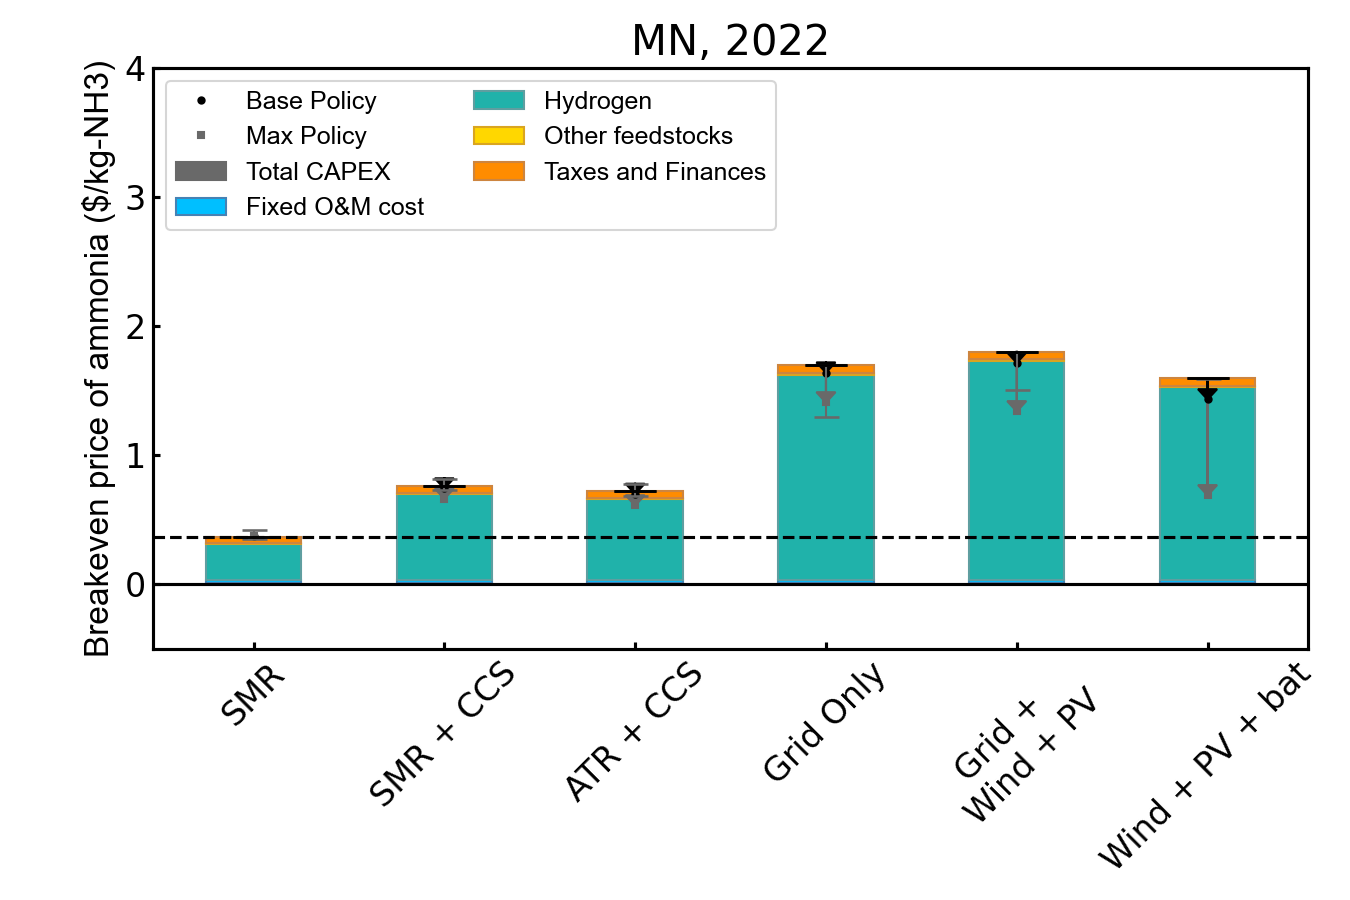 MN, 2022
Breakeven price of ammonia ($/kg-NH3)
4
3
2
1
0
Base Policy
Max Policy
Total CAPEX
Fixed O&M cost
Hydrogen
Other feedstocks
Taxes and Finances
SMR
SMR + CCS
ATR + CCS
Grid Only
Grid +
Wind + PV
Wind + PV + bat